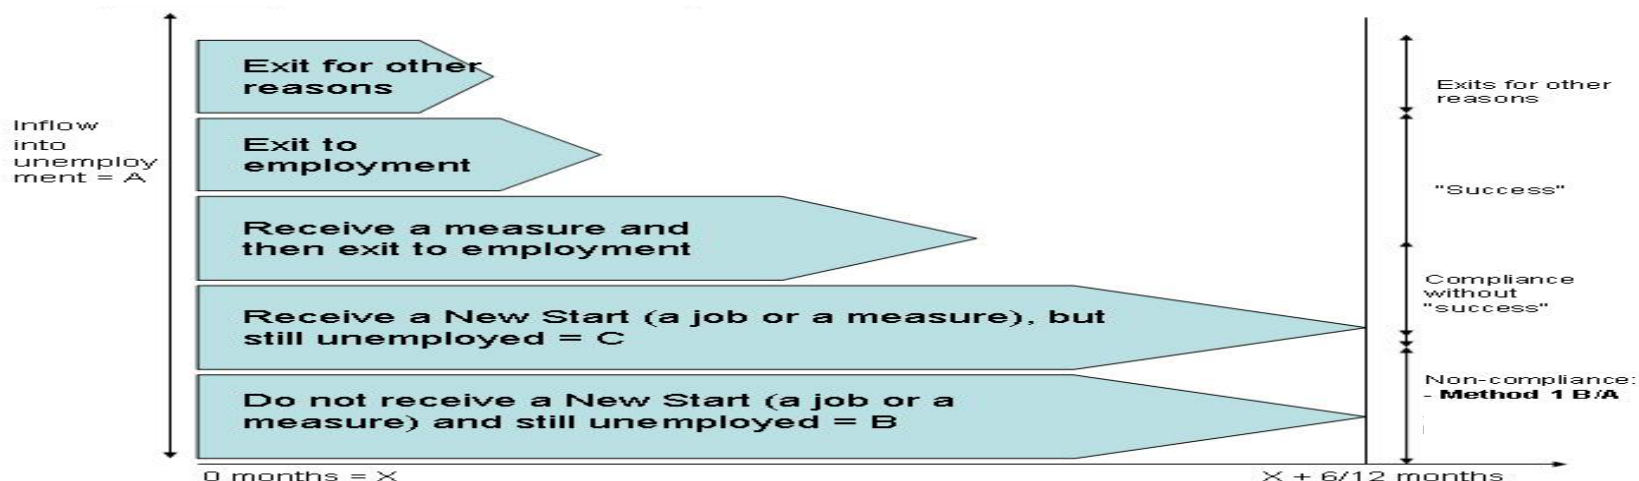 Exit for other
reasons
Exits for other
reasons
Inflow
into
unemploy
ment = A
Exit to
employment
"Success"
Receive a measure and
then exit to employment
Compliance
without
"success"
Receive a New Start (a job or a measure), but
still unemployed = C
Non-compliance:
- Method 1 B/A
Do not receive a New Start (a job or a
measure) and still unemployed = B
0 months = X
X + 6/12 months